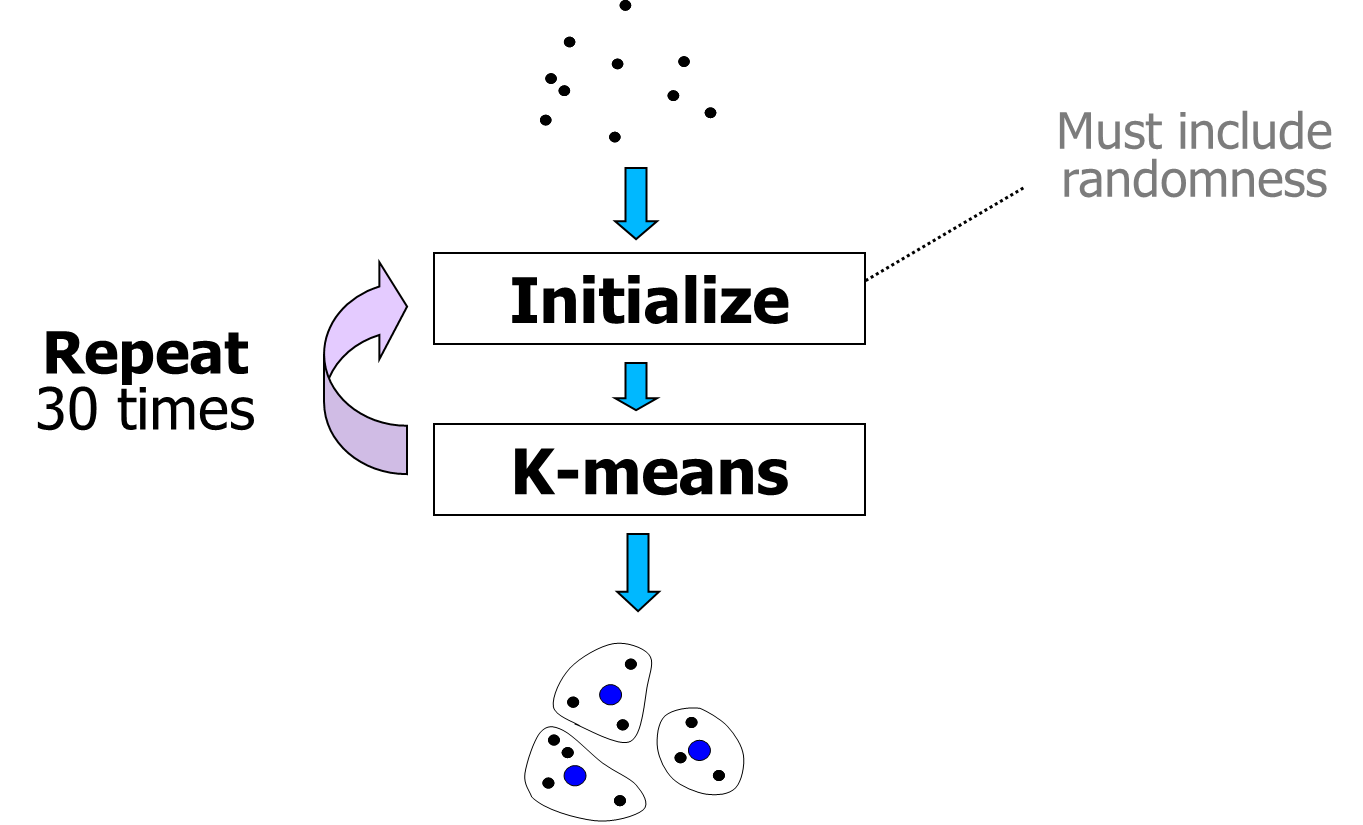 Must include
randomness
Initialize
Repeat
30 times
K-means